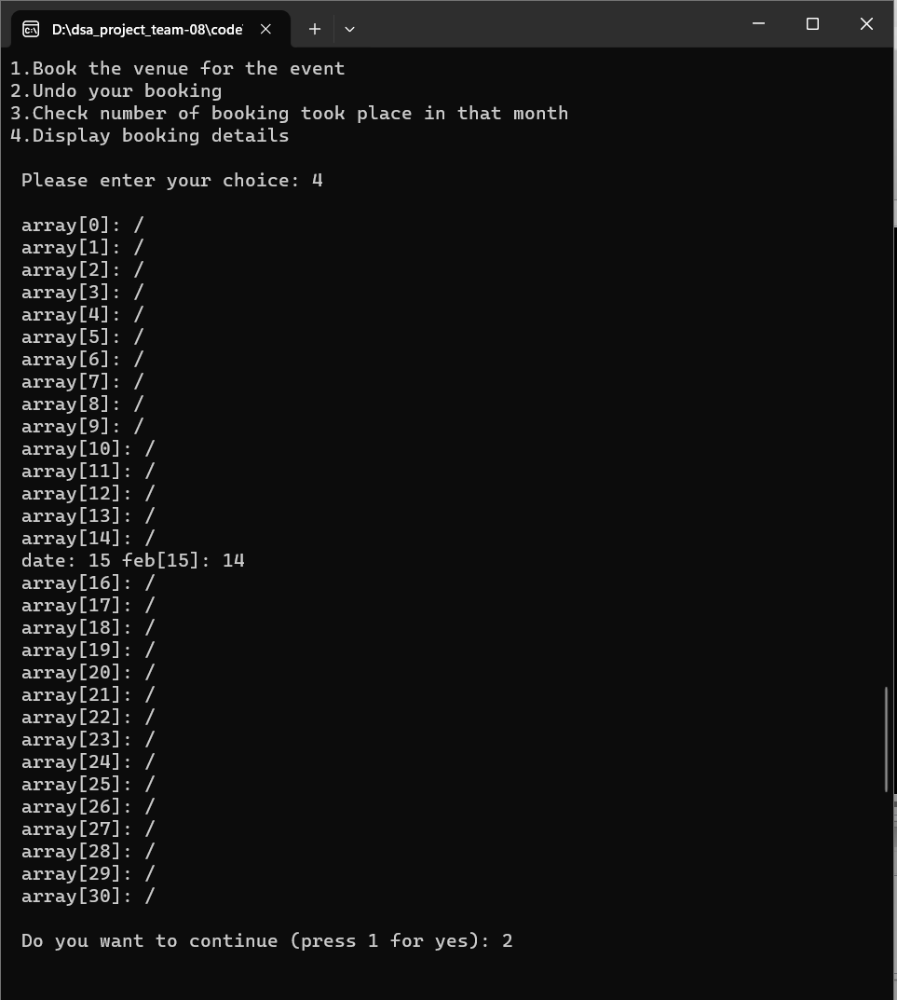 D:\dsa_project_team-08\code
1.Book the venue for the event
2.Undo your booking
3.Check number of booking took place in that month
4.Display booking details
Please enter your choice: 4
array[0]: /
array[1]: /
array[2]: /
array[3]: /
array[4]: /
array[5]: /
array[6]: /
array[7]: /
array[8]: /
array[9]: /
array[10]: /
array[11]: /
array[12]: /
array[13]: /
array[14]: /
date: 15 feb[15]: 14
array[16]: /
array[17]: /
array[18]: /
array[19]: /
array[20]: /
array[21]: /
array[22]: /
array[23]: /
array[24]: /
array[25]: /
array[26]: /
array[27]: /
array[28]: /
array[29]: /
array[30]: /
Do you want to continue (press 1 for yes): 2